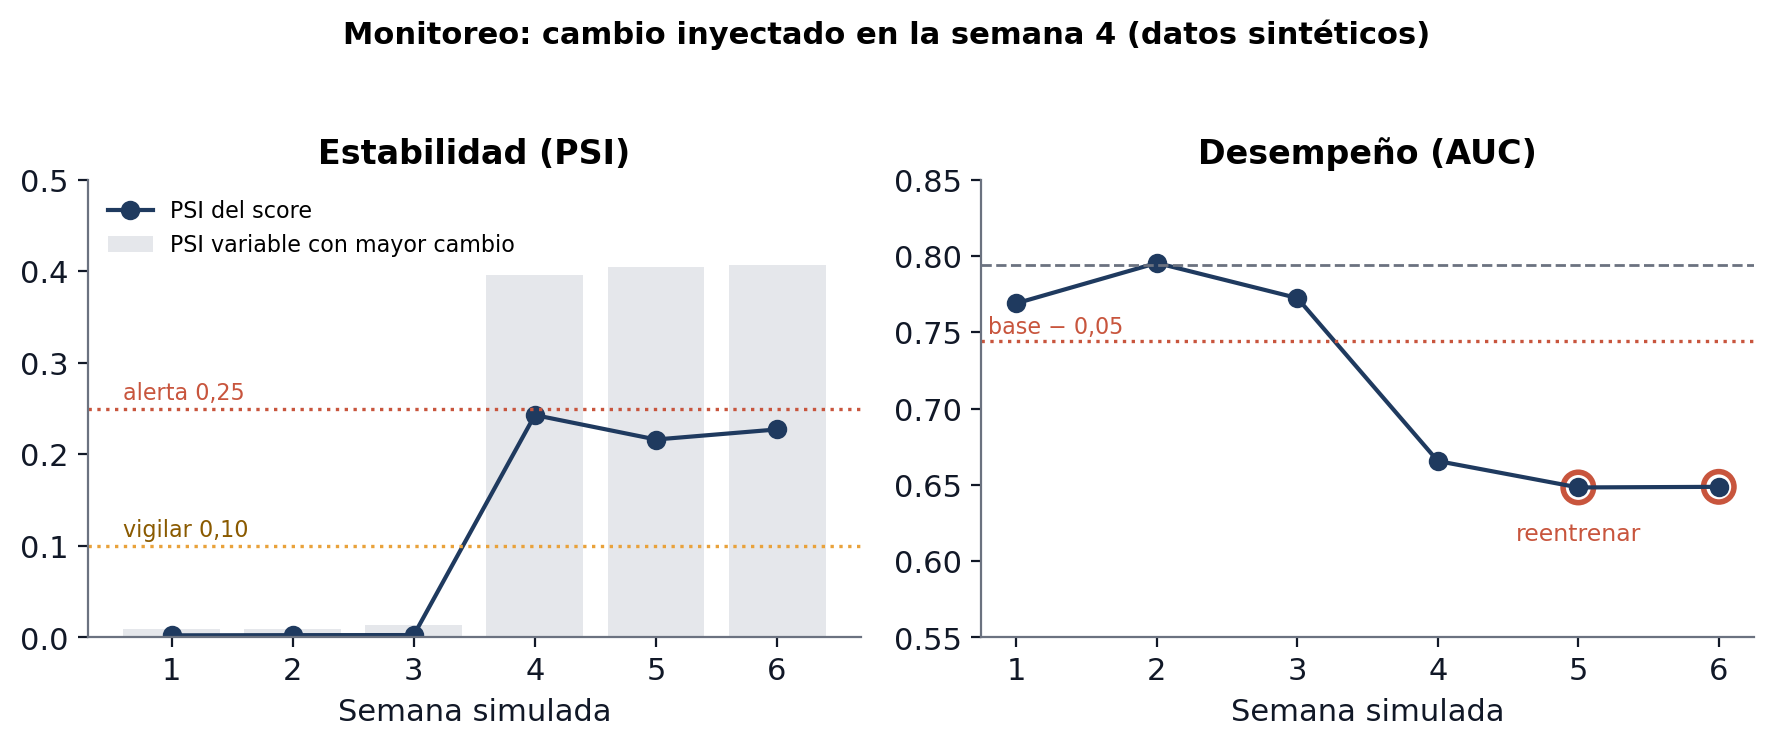 Monitoreo: cambio inyectado en la semana 4 (datos sintéticos)
Estabilidad (PSI)
0.5
0.4
0.3
0.2
0.1
0.0
PSI del score
PSI variable con mayor cambio
alerta 0,25
vigilar 0,10
1 2 3 4 5 6
Semana simulada
Desempeño (AUC)
0.85
0.80
0.75
0.70
0.65
0.60
0.55
base − 0,05
reentrenar
1 2 3 4 5 6
Semana simulada